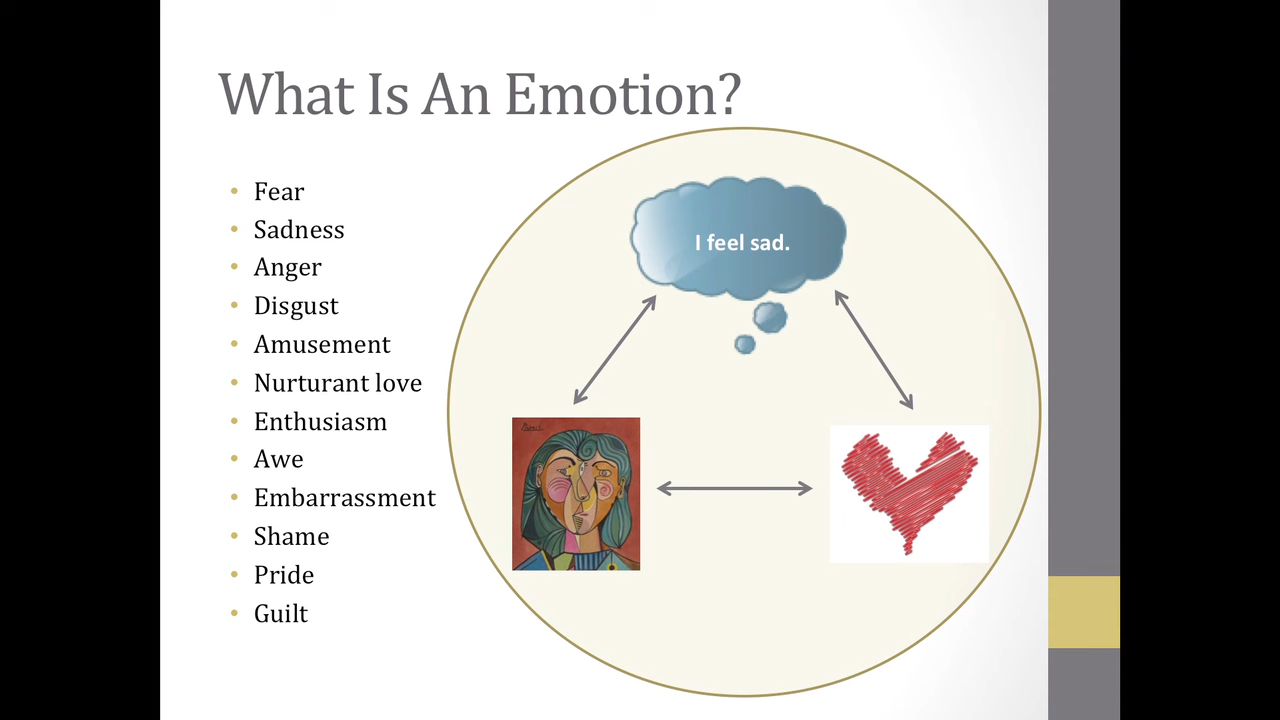 What Is An Emotion?
• Fear
• Sadness
• Anger
• Disgust
• Amusement
• Nurturant love
• Enthusiasm
• Awe
• Embarrassment
• Shame
• Pride
• Guilt
I feel sad.